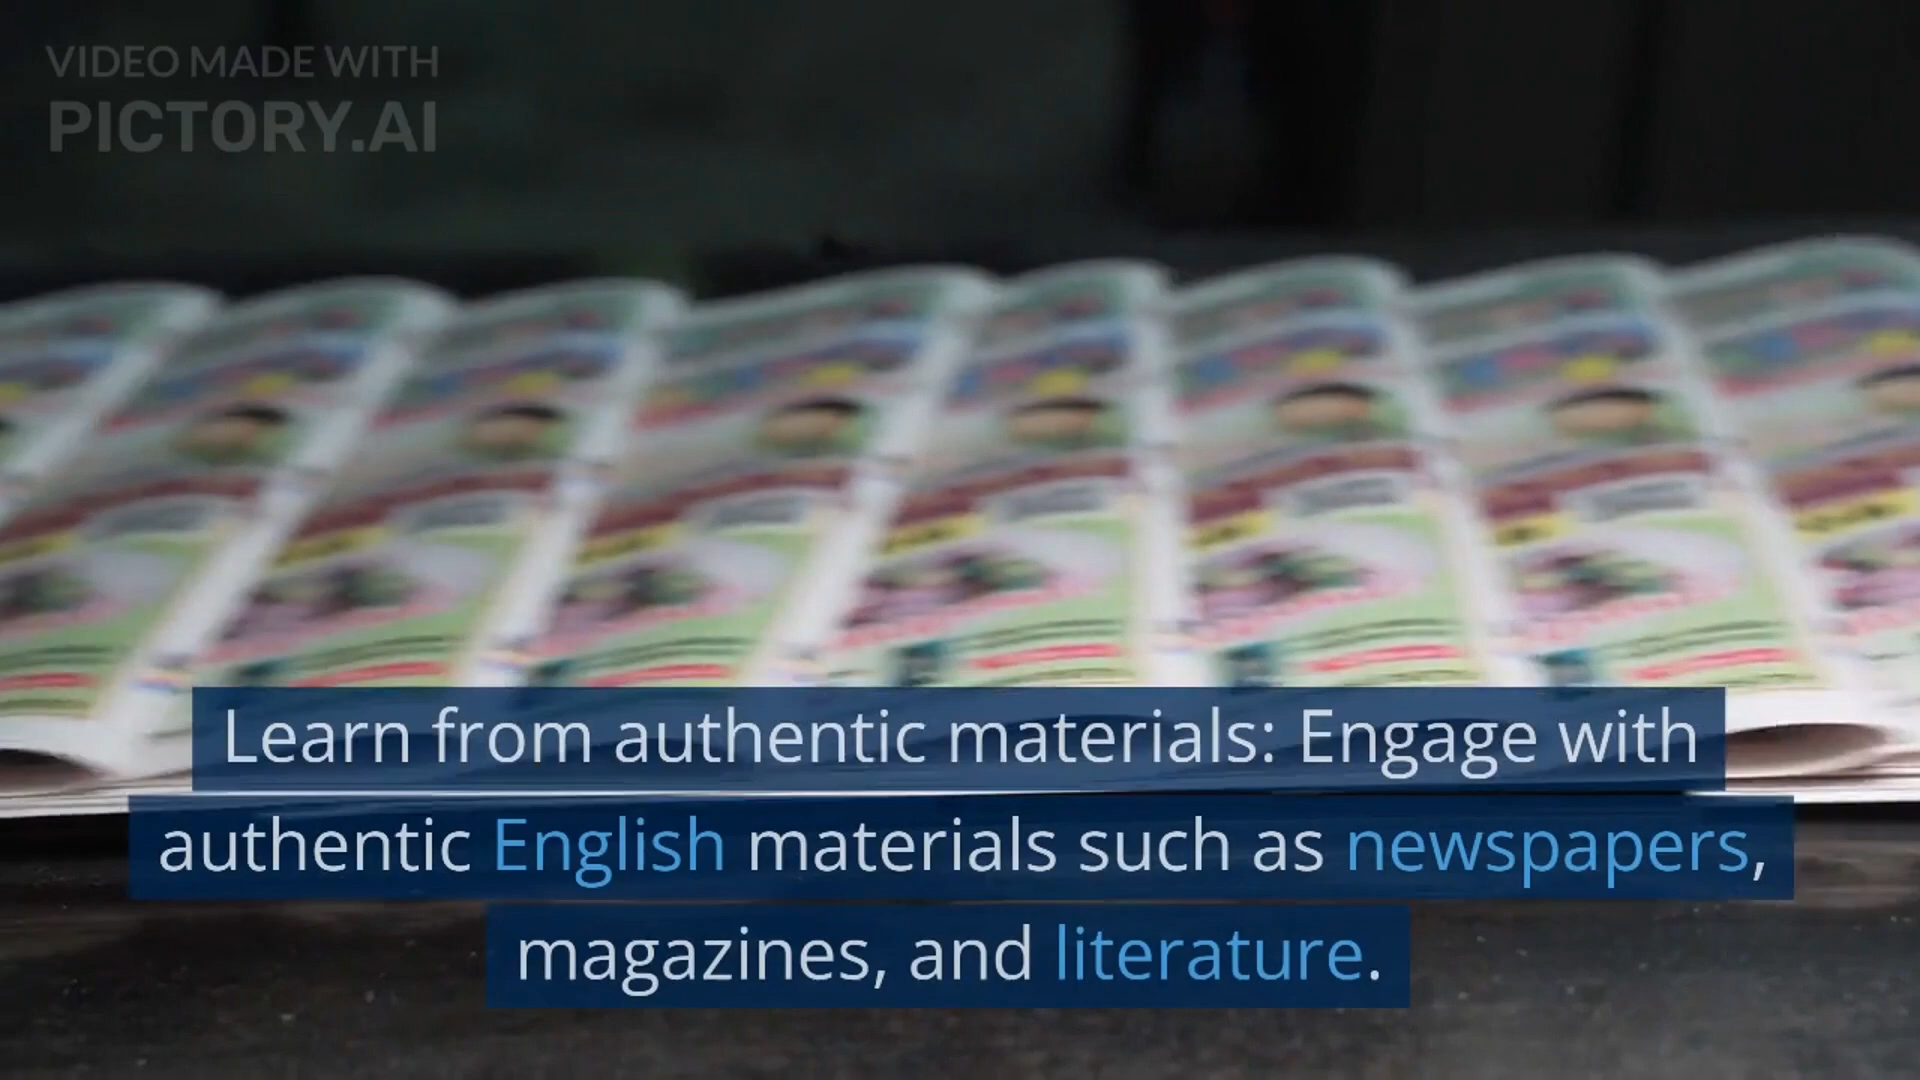 VIDEO MADE WITH
PICTORY.AI
Learn from authentic materials: Engage with
authentic English materials such as newspapers,
magazines, and literature.